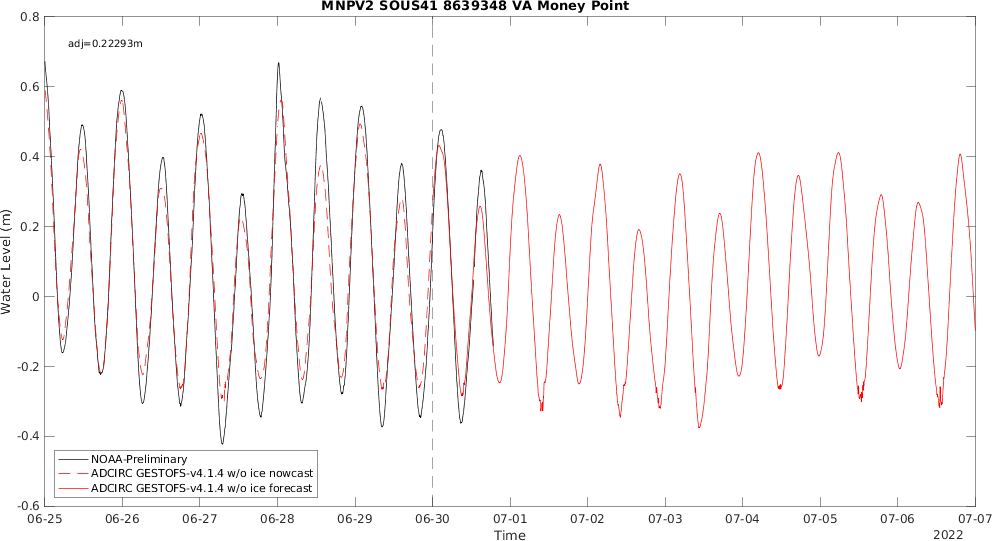 MNPV2 SOUS41 8639348 VA Money Point
adj=0.22293m
0.8
0.6
0.4
0.2
0
-0.2
-0.4
-0.6
Water Level (m)
NOAA-Preliminary
ADCIRC GESTOFS-v4.1.4 w/o ice nowcast
ADCIRC GESTOFS-v4.1.4 w/o ice forecast
06-25 06-26 06-27 06-28 06-29 06-30 07-01 07-02 07-03 07-04 07-05 07-06 07-07
Time
2022